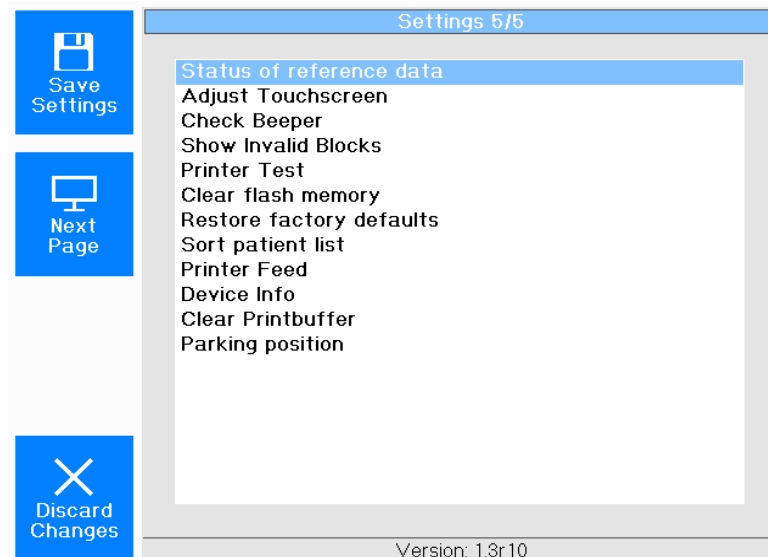 Settings 5/5
Save
Settings
Next
Page
Discard
Changes
Status of reference data
Adjust Touchscreen
Check Beeper
Show Invalid Blocks
Printer Test
Clear flash memory
Restore factory defaults
Sort patient list
Printer Feed
Device Info
Clear Printbuffer
Parking position
Version: 1.3r10